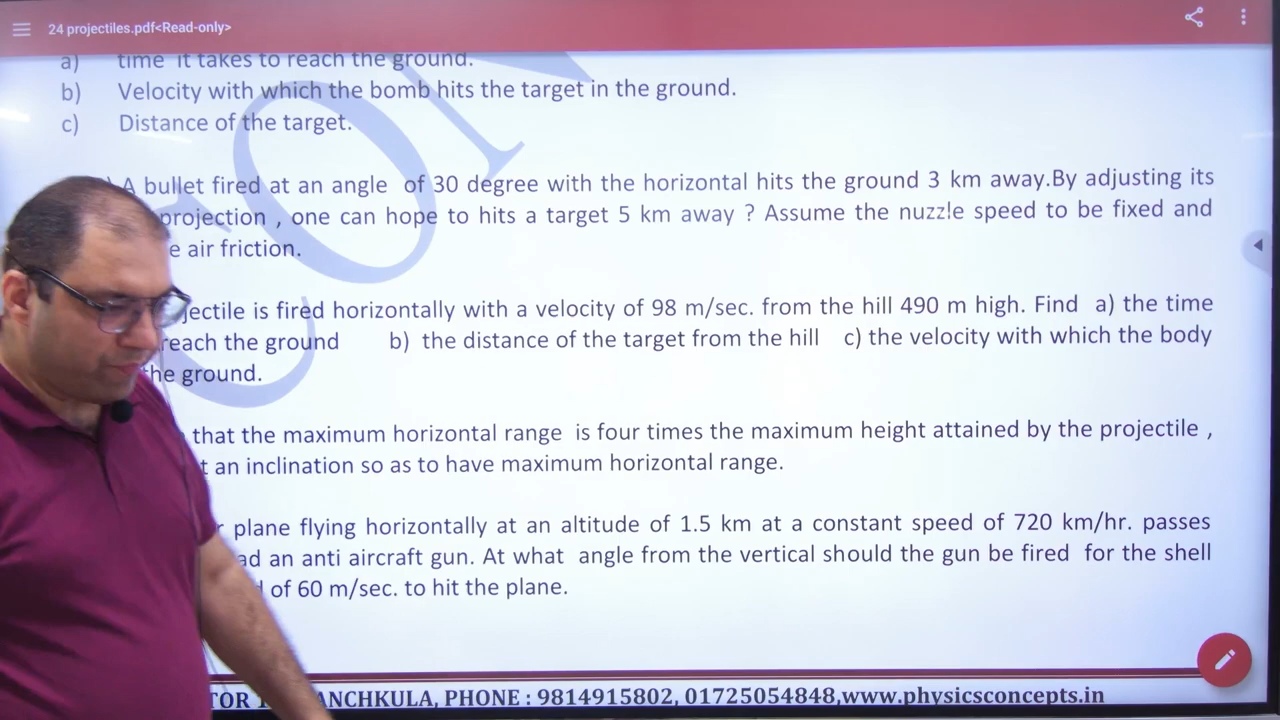 24 projectiles.pdf<Read-only>
a) time it takes to reach the ground.
b) Velocity with which the bomb hits the target in the ground.
c) Distance of the target.
A bullet fired at an angle of 30 degree with the horizontal hits the ground 3 km away.By adjusting its
projection , one can hope to hits a target 5 km away ? Assume the nuzzle speed to be fixed and
e air friction.
jectile is fired horizontally with a velocity of 98 m/sec. from the hill 490 m high. Find a) the time
reach the ground b) the distance of the target from the hill c) the velocity with which the body
the ground.
that the maximum horizontal range is four times the maximum height attained by the projectile ,
t an inclination so as to have maximum horizontal range.
r plane flying horizontally at an altitude of 1.5 km at a constant speed of 720 km/hr. passes
ad an anti aircraft gun. At what angle from the vertical should the gun be fired for the shell
of 60 m/sec. to hit the plane.
TOR ANCHKULA, PHONE : 9814915802, 01725054848,www.physicsconcepts.in